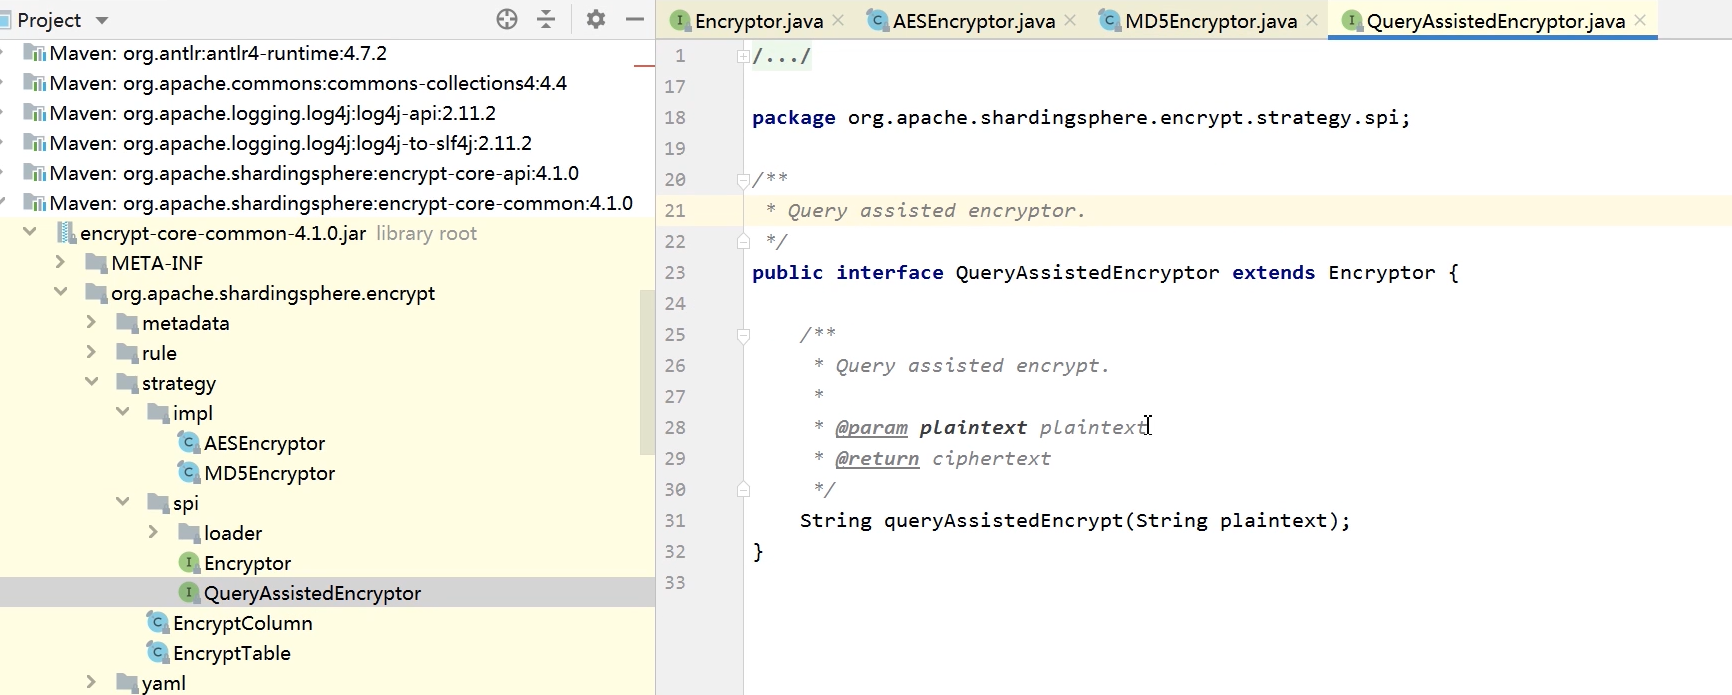 Project
Maven: org.antlr:antlr4-runtime:4.7.2
Maven: org.apache.commons:commons-collections4:4.4
Maven: org.apache.logging.log4j:log4j-api:2.11.2
Maven: org.apache.logging.log4j:log4j-to-slf4j:2.11.2
Maven: org.apache.shardingsphere:encrypt-core-api:4.1.0
Maven: org.apache.shardingsphere:encrypt-core-common:4.1.0
encrypt-core-common-4.1.0.jar library root
META-INF
org.apache.shardingsphere.encrypt
metadata
rule
strategy
impl
AESEncryptor
MD5Encryptor
spi
loader
Encryptor
QueryAssistedEncryptor
EncryptColumn
EncryptTable
yaml
Encryptor.java AESEncryptor.java MD5Encryptor.java QueryAssistedEncryptor.java
1 /.../
17
18 package org.apache.shardingsphere.encrypt.strategy.spi;
19
20 /**
21 * Query assisted encryptor.
22 */
23 public interface QueryAssistedEncryptor extends Encryptor {
24
25 /**
26 * Query assisted encrypt.
27 *
28 * @param plaintext plaintext
29 * @return ciphertext
30 */
31 String queryAssistedEncrypt(String plaintext);
32 }
33